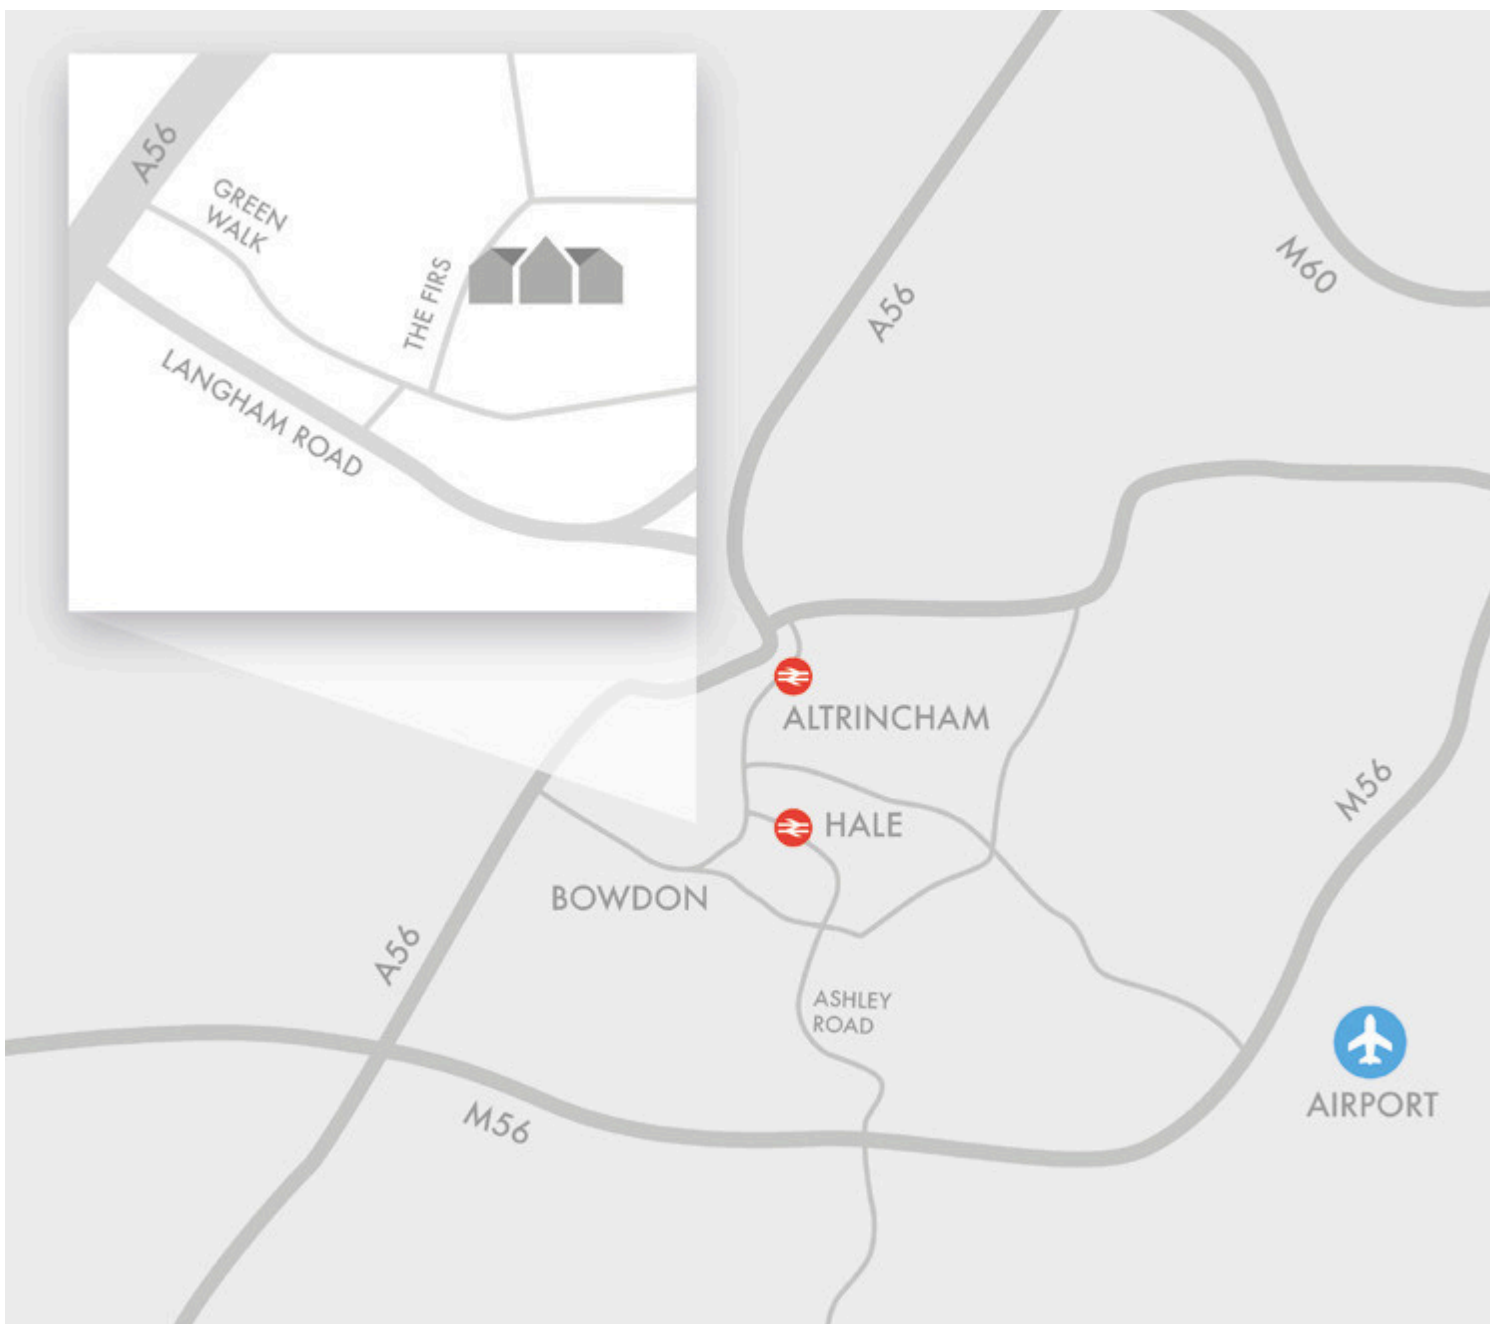 A56
GREEN
WALK
THE FIRS
LANGHAM ROAD
A56
M60
ALTRINCHAM
M56
HALE
BOWDON
A56
ASHLEY
ROAD
M56
AIRPORT